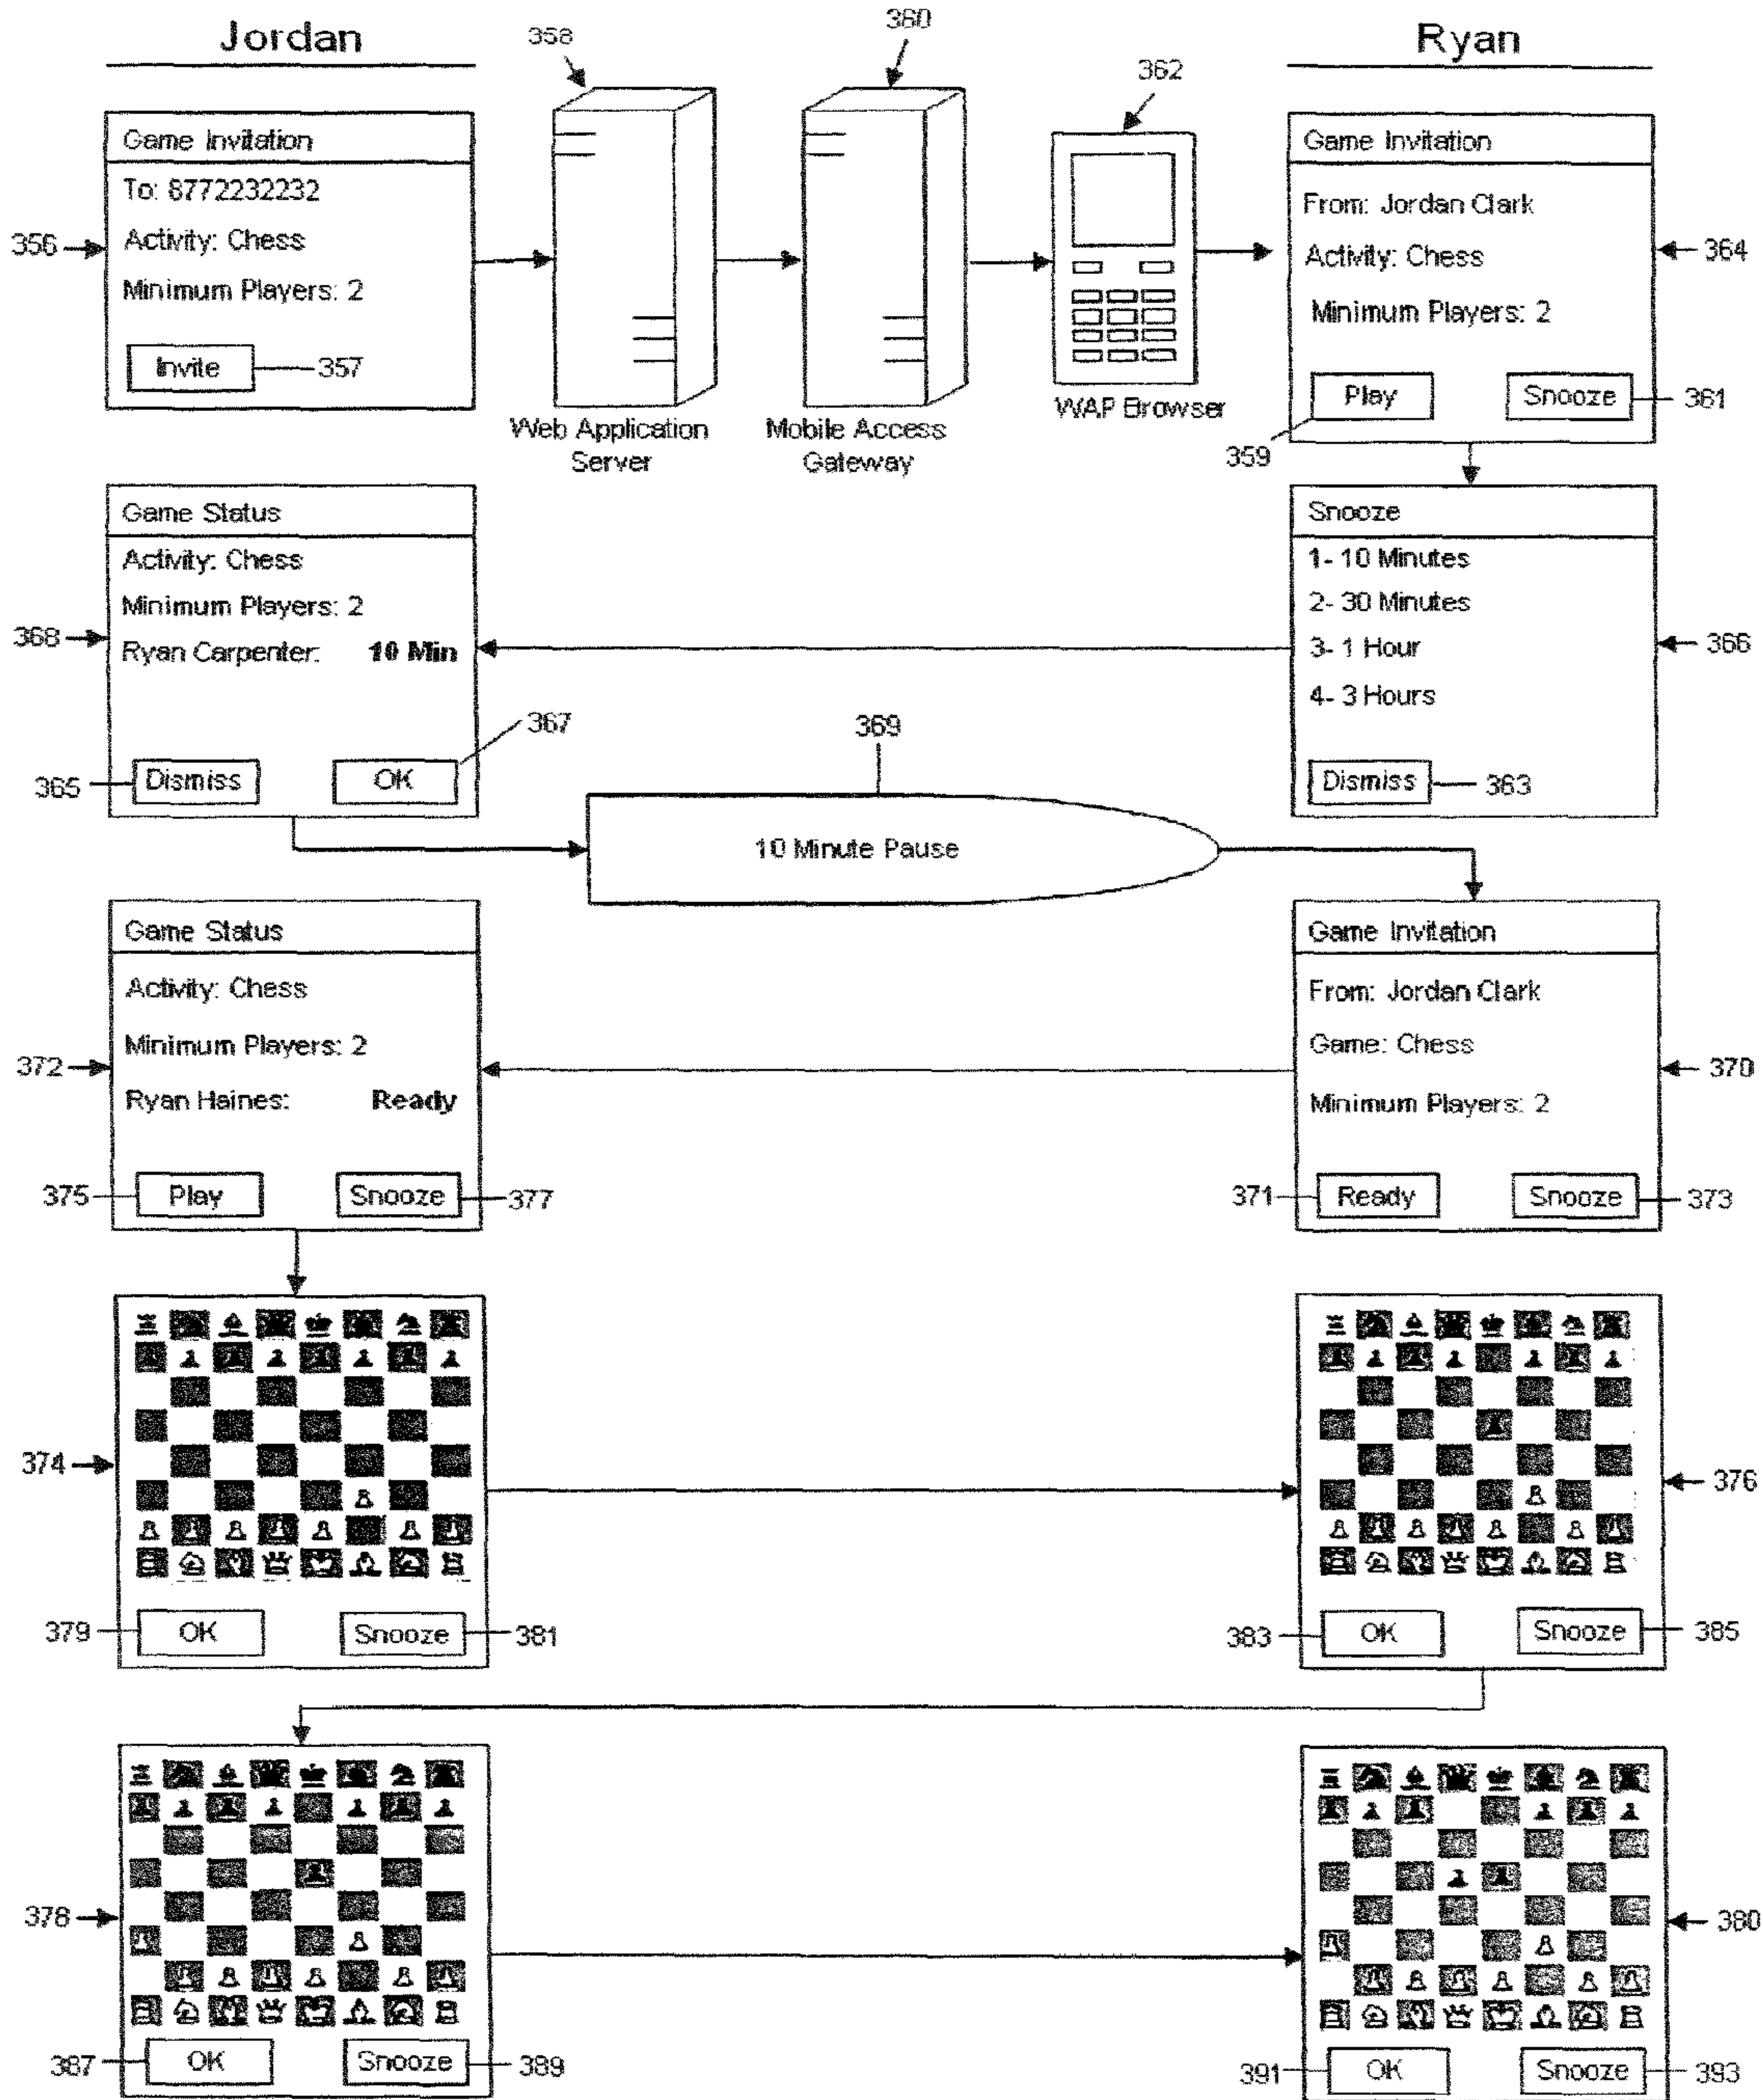 Jordan
Ryan
358
360
362
Game Invitation
To: 8772232232
Activity: Chess
Minimum Players: 2
Invite
356
357
Web Application
Server
Mobile Access
Gateway
WAP Browser
Game Invitation
From: Jordan Clark
Activity: Chess
Minimum Players: 2
Play
Snooze
364
361
359
Game Status
Activity: Chess
Minimum Players: 2
Ryan Carpenter: 10 Min
Dismiss
OK
368
367
365
Snooze
1- 10 Minutes
2- 30 Minutes
3- 1 Hour
4- 3 Hours
Dismiss
366
363
369
10 Minute Pause
Game Status
Activity: Chess
Minimum Players: 2
Ryan Haines: Ready
Play
Snooze
372
375
377
Game Invitation
From: Jordan Clark
Game: Chess
Minimum Players: 2
Ready
Snooze
370
371
373
374
OK
Snooze
379
381
376
OK
Snooze
383
385
378
OK
Snooze
387
389
380
OK
Snooze
391
393